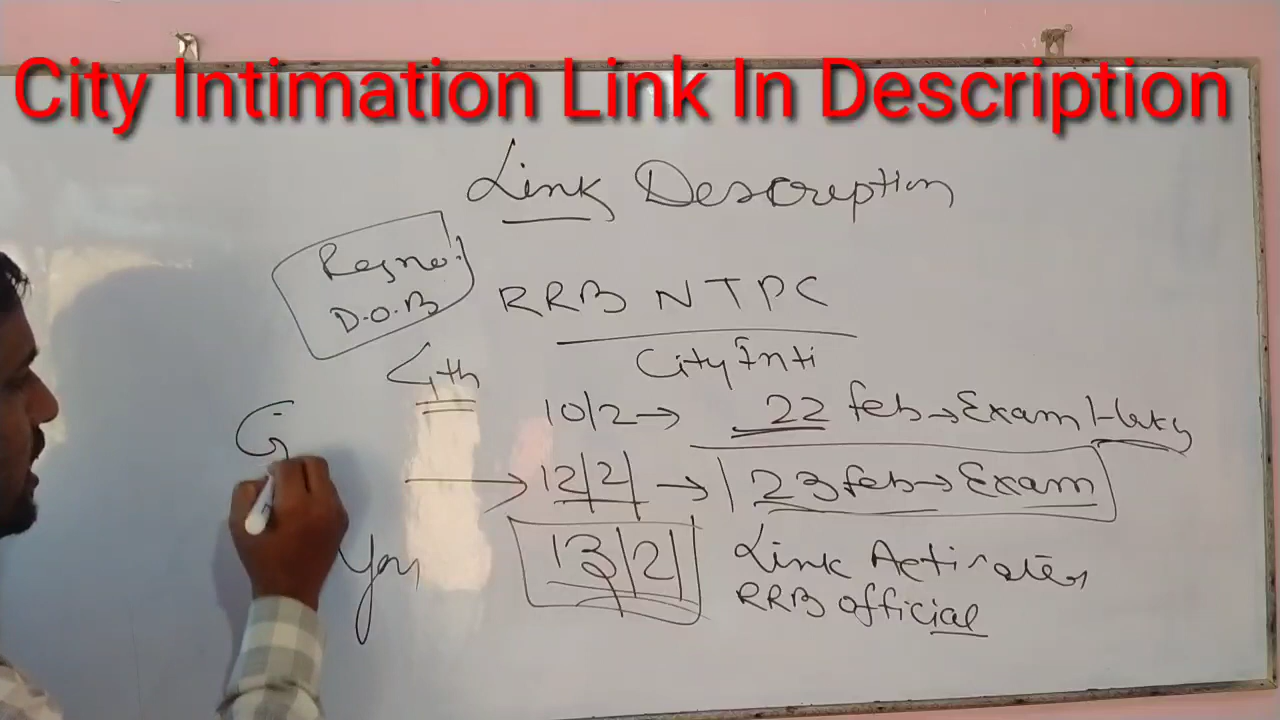 City Intimation Link In Description
Link Description
Regno:
D.O.B
RRB NTPC
City Inti
4th
10/2→ 22 feb→Exam
→ 12/2/ → 23 feb→Exam
You 13/2/ Link Activates
RRB official